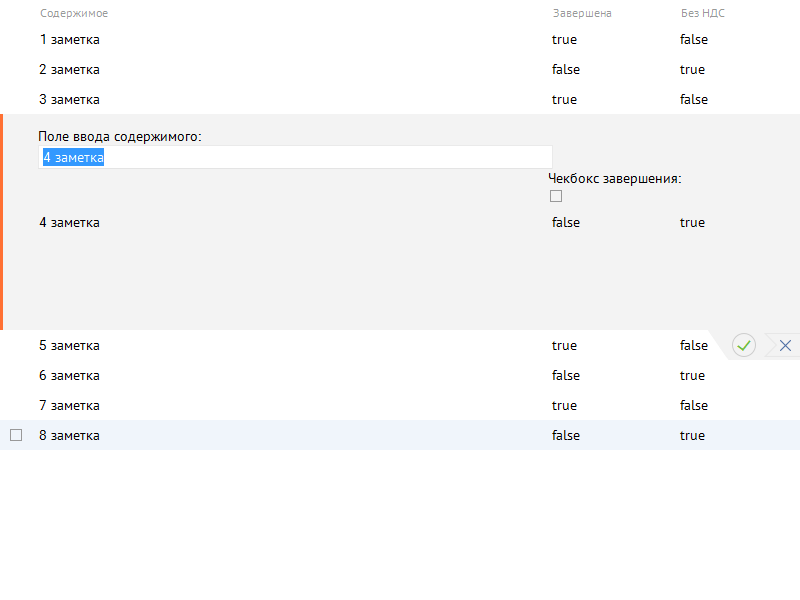 Содержимое Завершена Без НДС
1 заметка true false
2 заметка false true
3 заметка true false
Поле ввода содержимого:
4 заметка
Чекбокс завершения:
4 заметка false true
5 заметка true false
6 заметка false true
7 заметка true false
8 заметка false true